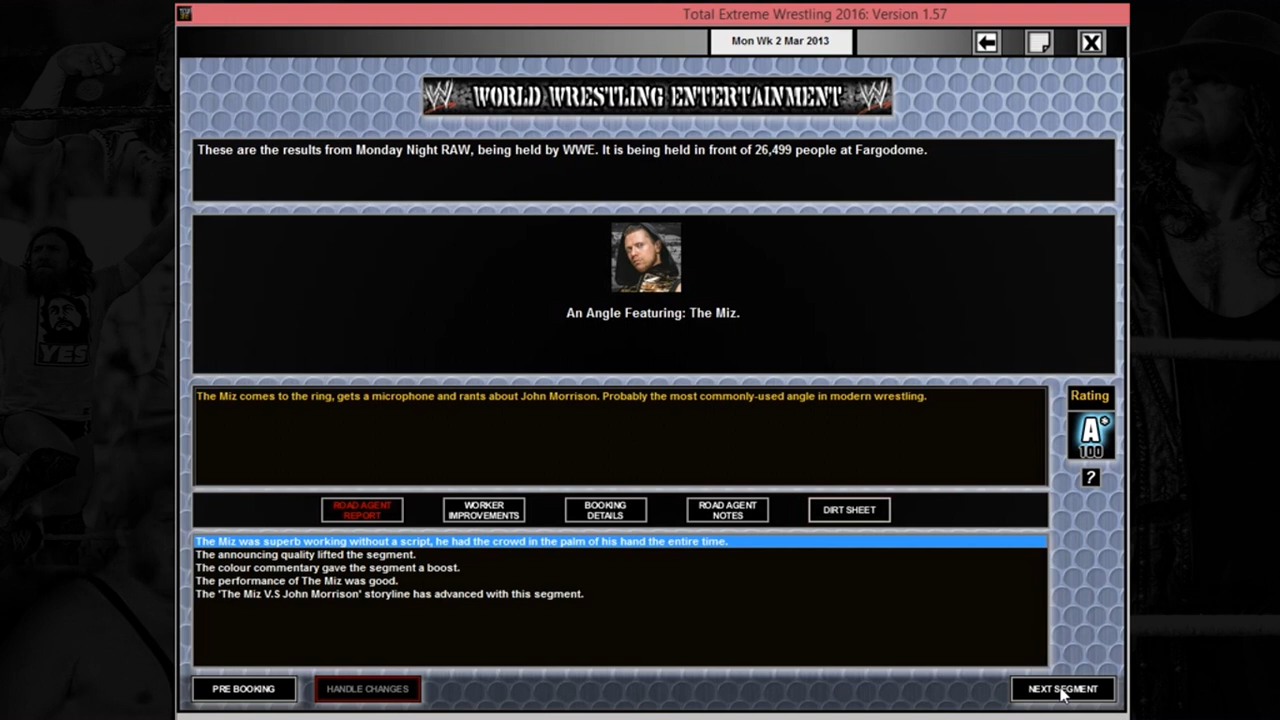 Total Extreme Wrestling 2016: Version 1.57
Mon Wk 2 Mar 2013
WORLD WRESTLING ENTERTAINMENT
These are the results from Monday Night RAW, being held by WWE. It is being held in front of 26,499 people at Fargodome.
An Angle Featuring: The Miz.
The Miz comes to the ring, gets a microphone and rants about John Morrison. Probably the most commonly-used angle in modern wrestling.
Rating
A*
100
?
ROAD AGENT
REPORT
WORKER
IMPROVEMENTS
BOOKING
DETAILS
ROAD AGENT
NOTES
DIRT SHEET
The Miz was superb working without a script, he had the crowd in the palm of his hand the entire time.
The announcing quality lifted the segment.
The colour commentary gave the segment a boost.
The performance of The Miz was good.
The 'The Miz V.S John Morrison' storyline has advanced with this segment.
PRE BOOKING
HANDLE CHANGES
NEXT SEGMENT
YES